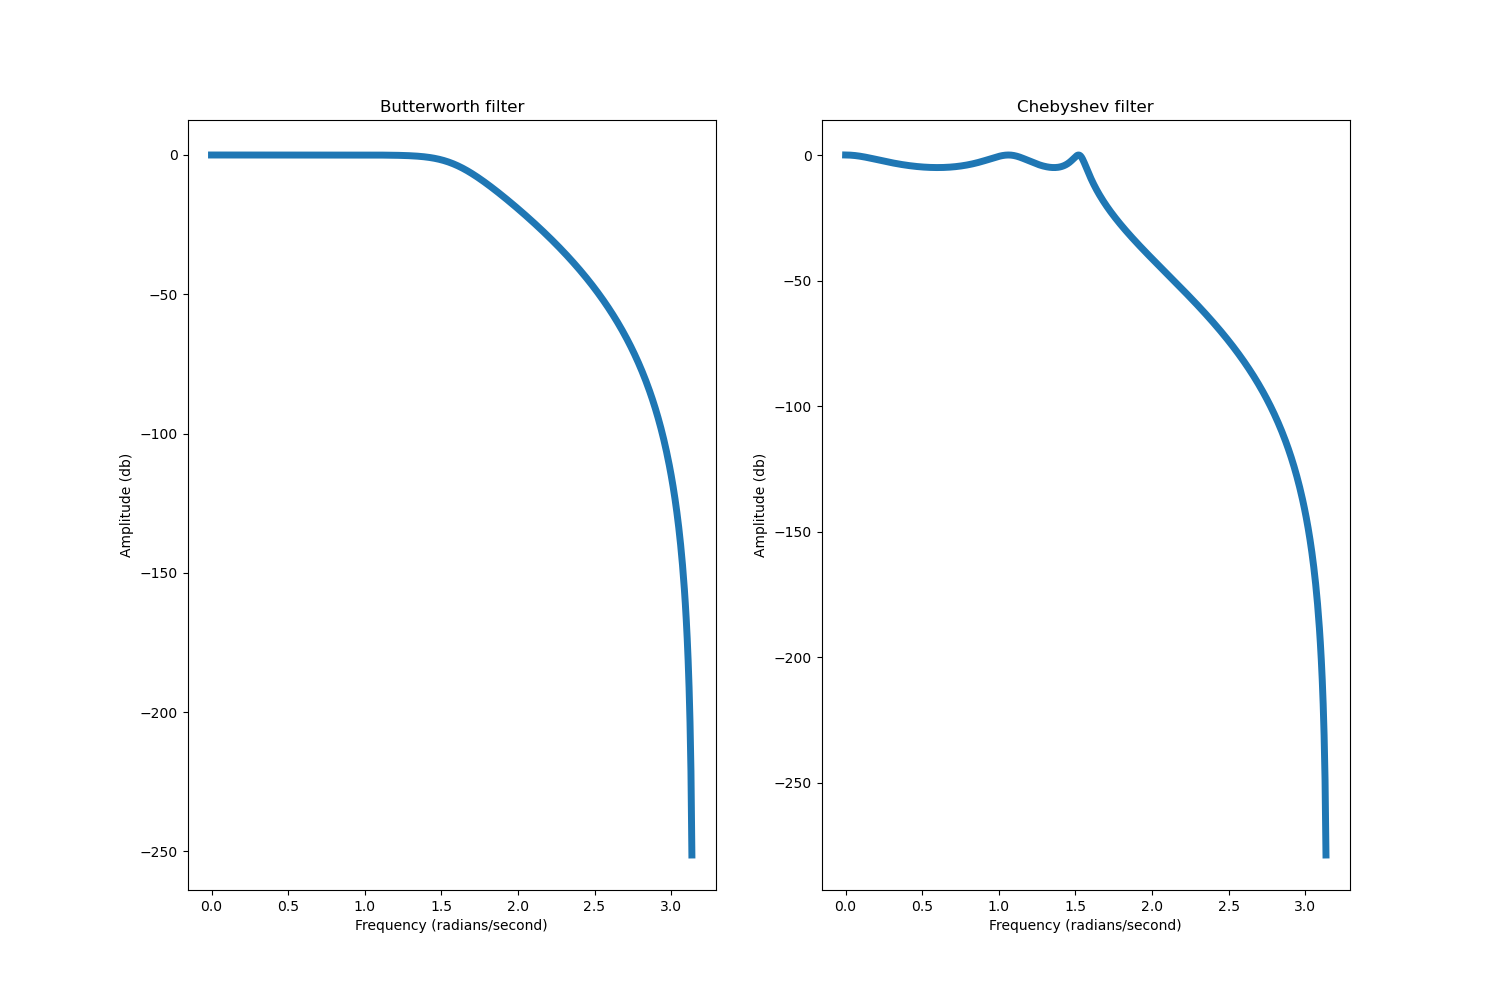 Butterworth filter
0
−50
−100
−150
−200
−250
Amplitude (db)
0.0 0.5 1.0 1.5 2.0 2.5 3.0
Frequency (radians/second)
Chebyshev filter
0
−50
−100
−150
−200
−250
Amplitude (db)
0.0 0.5 1.0 1.5 2.0 2.5 3.0
Frequency (radians/second)